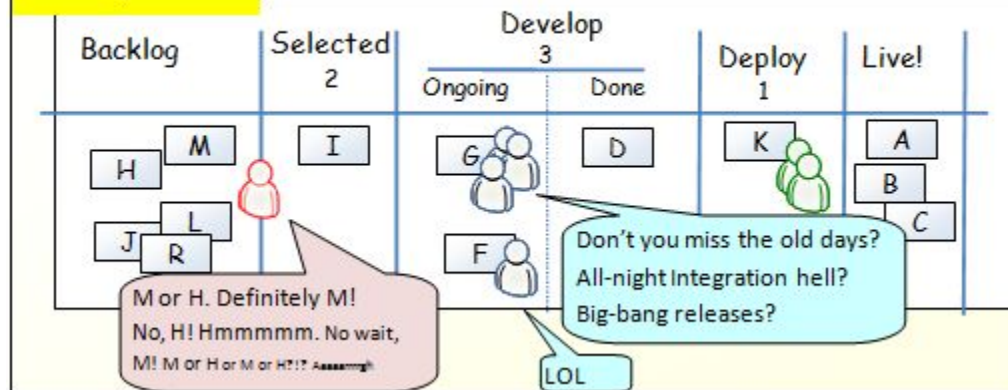 Backlog
Selected
2
Develop
3
Ongoing
Done
Deploy
1
Live!
M
H
L
J
R
I
G
F
D
K
A
B
C
M or H. Definitely M!
No, H! Hmmmmm. No wait,
M! M or H or M or H?!?
Don't you miss the old days?
All-night Integration hell?
Big-bang releases?
LOL